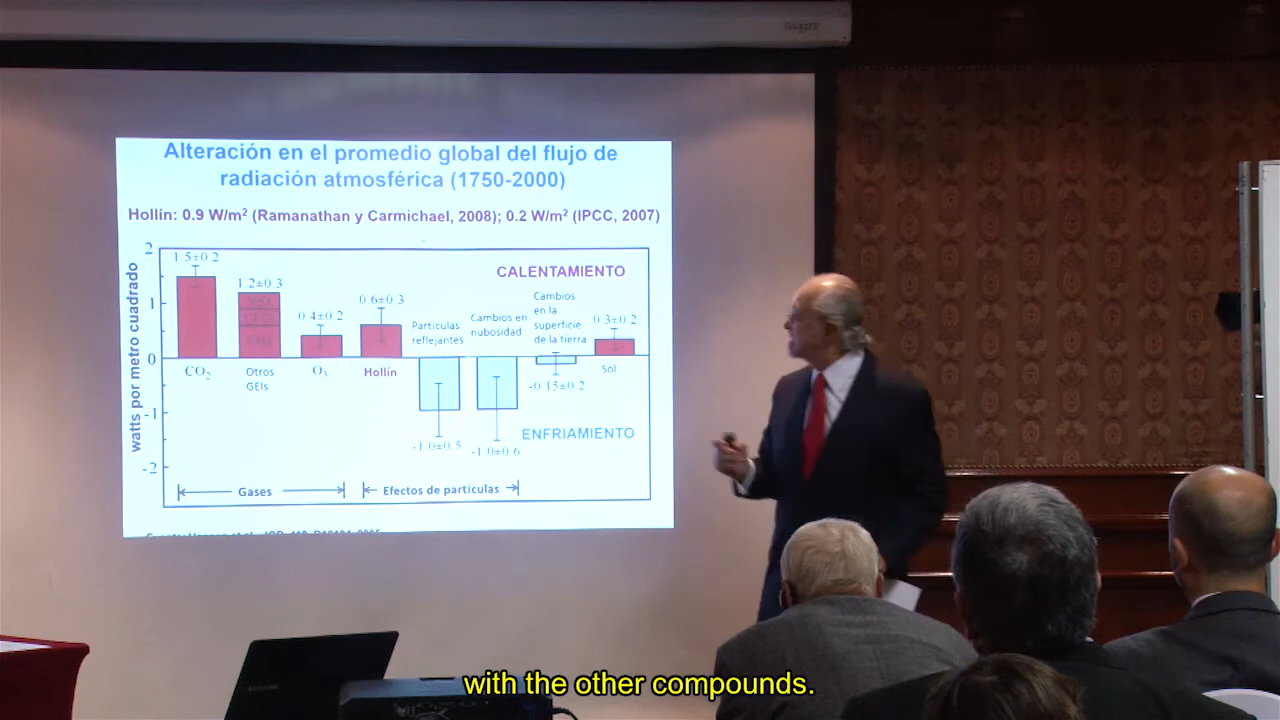 Alteración en el promedio global del flujo de
radiación atmosférica (1750-2000)
Hollín: 0.9 W/m² (Ramanathan y Carmichael, 2008); 0.2 W/m² (IPCC, 2007)
watts por metro cuadrado
2
1
0
-1
-2
1.5±0.2
1.2±0.3
0.4±0.2
0.6±0.3
CALENTAMIENTO
Partículas
reflejantes
Cambios en
nubosidad
Cambios
en la
superficie
de la tierra
0.3±0.2
CO₂
Otros
GEIs
O₃
Hollín
Sol
-1.0±0.5
-1.0±0.6
-0.15±0.2
ENFRIAMIENTO
Gases
Efectos de partículas
with the other compounds.